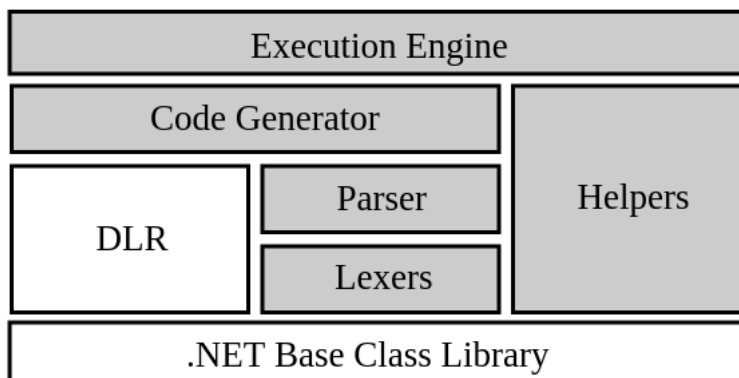 Execution Engine
Code Generator
Helpers
Parser
DLR
Lexers
.NET Base Class Library